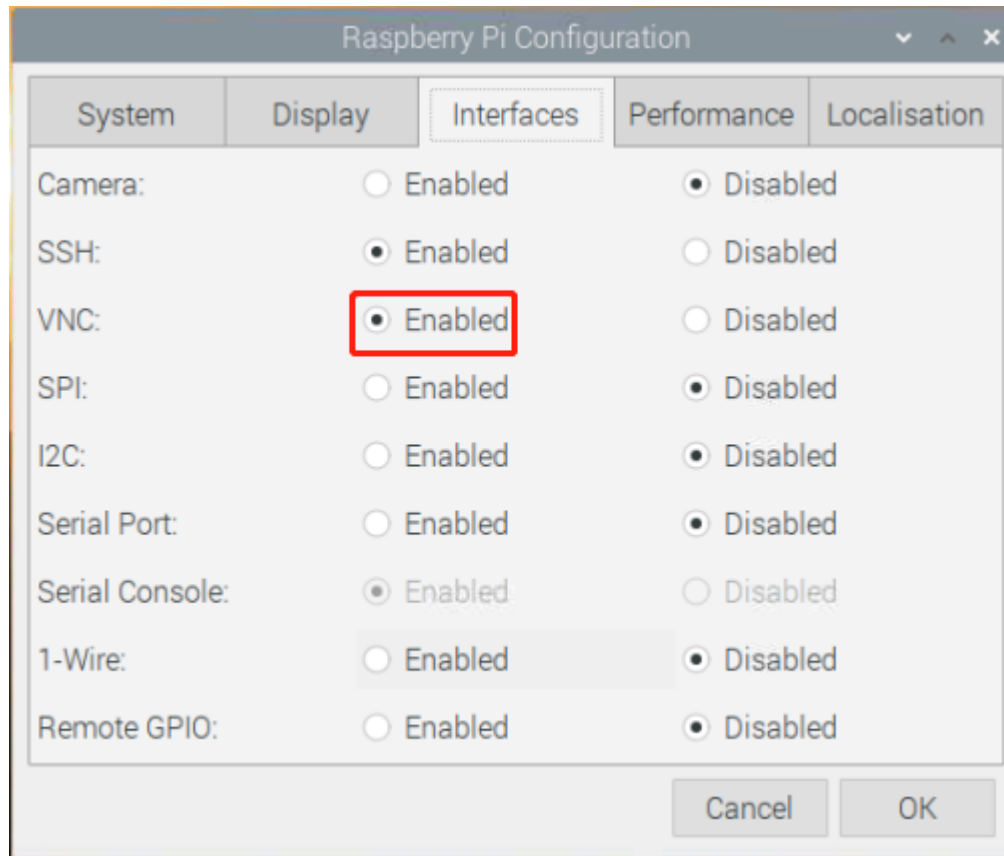 Raspberry Pi Configuration
System Display Interfaces Performance Localisation
Camera: Enabled Disabled
SSH: Enabled Disabled
VNC: Enabled Disabled
SPI: Enabled Disabled
I2C: Enabled Disabled
Serial Port: Enabled Disabled
Serial Console: Enabled Disabled
1-Wire: Enabled Disabled
Remote GPIO: Enabled Disabled
Cancel OK